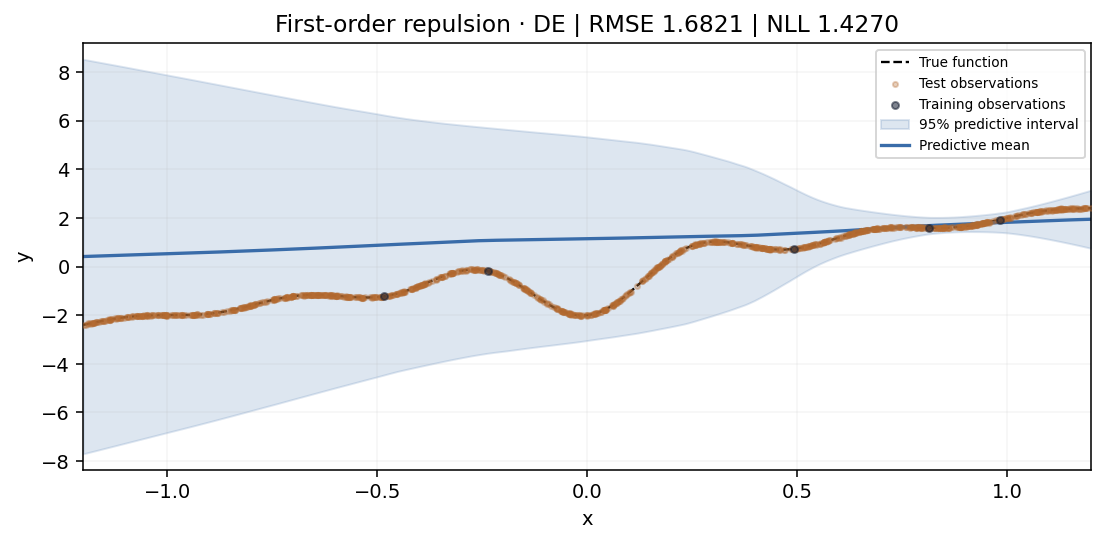 First-order repulsion · DE | RMSE 1.6821 | NLL 1.4270
True function
Test observations
Training observations
95% predictive interval
Predictive mean
y
8
6
4
2
0
−2
−4
−6
−8
−1.0
−0.5
0.0
0.5
1.0
x